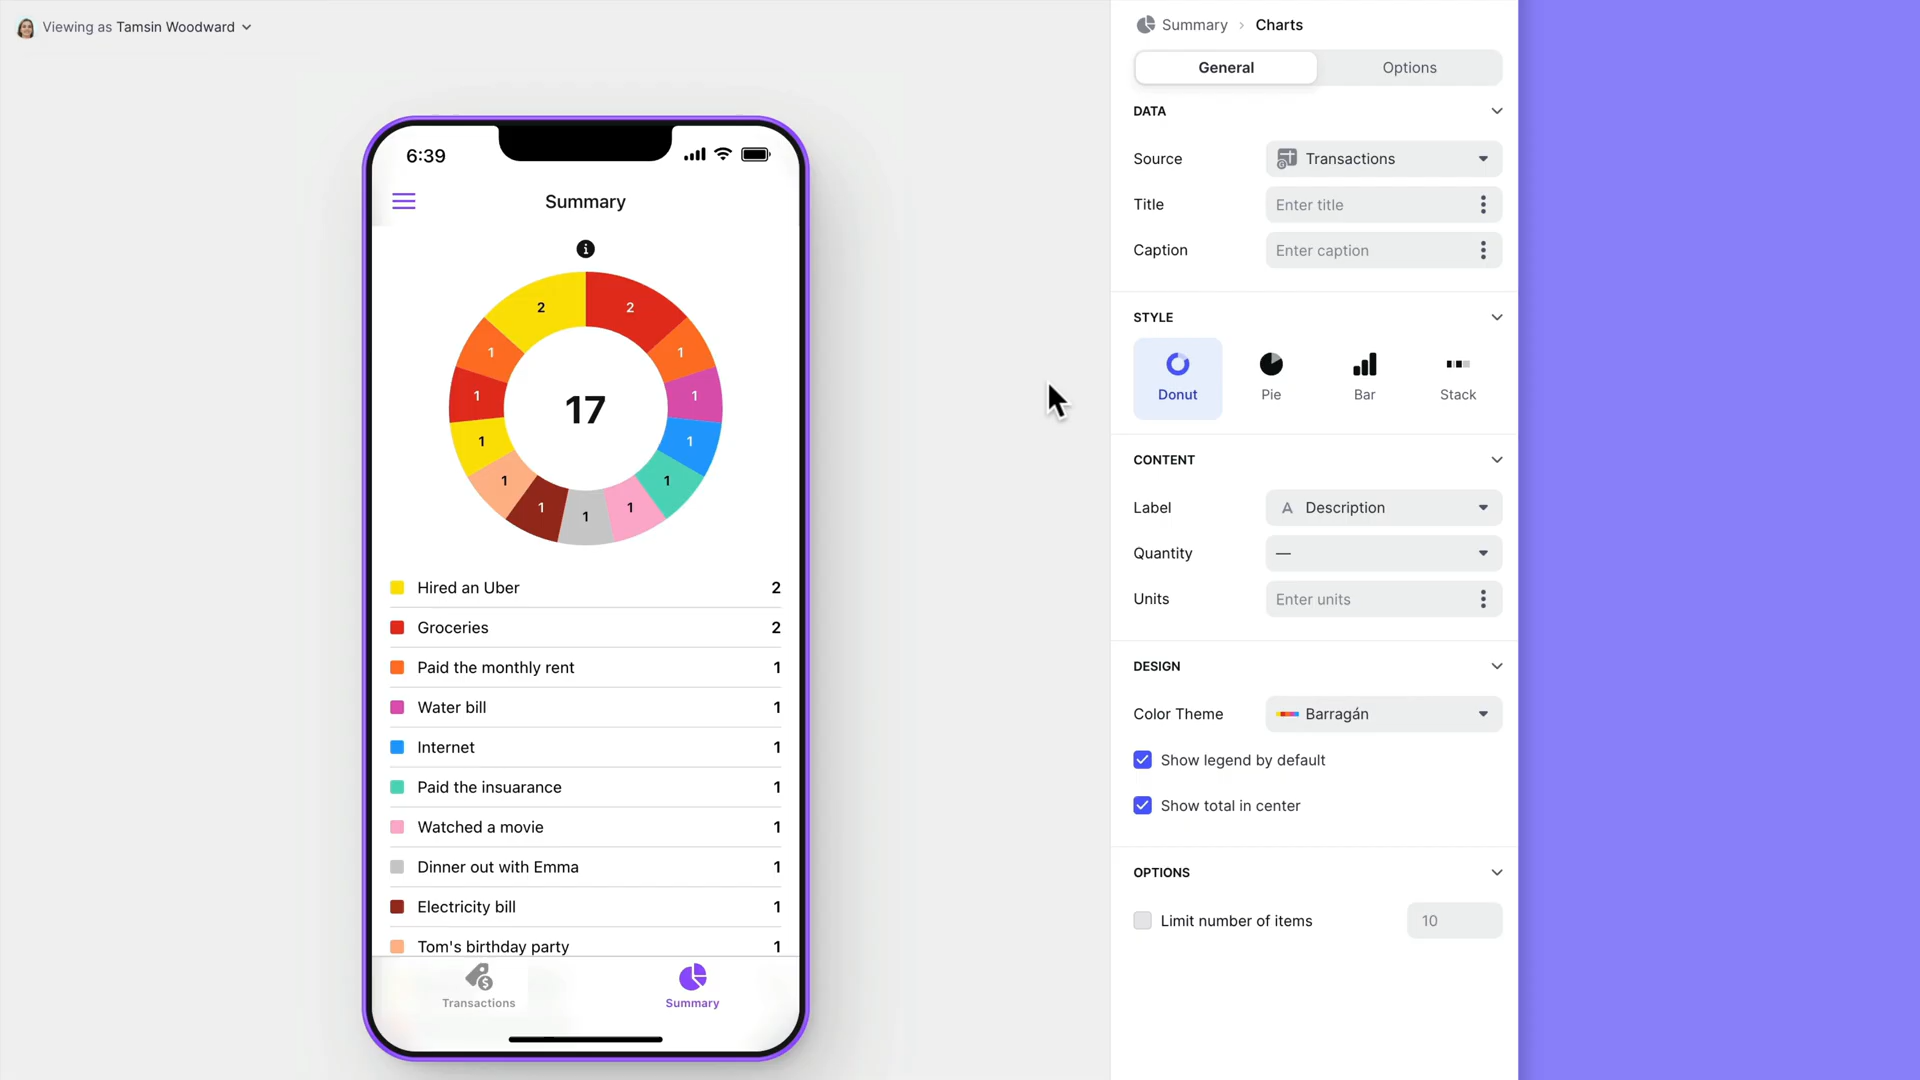 Viewing as Tamsin Woodward
6:39
Summary
2
2
1
1
1
1
1
1
1
1
1
1
1
1
1
17
Hired an Uber 2
Groceries 2
Paid the monthly rent 1
Water bill 1
Internet 1
Paid the insuarance 1
Watched a movie 1
Dinner out with Emma 1
Electricity bill 1
Tom's birthday party 1
Transactions
Summary
Summary > Charts
General
Options
DATA
Source Transactions
Title Enter title
Caption Enter caption
STYLE
Donut
Pie
Bar
Stack
CONTENT
Label A Description
Quantity —
Units Enter units
DESIGN
Color Theme Barragán
Show legend by default
Show total in center
OPTIONS
Limit number of items 10